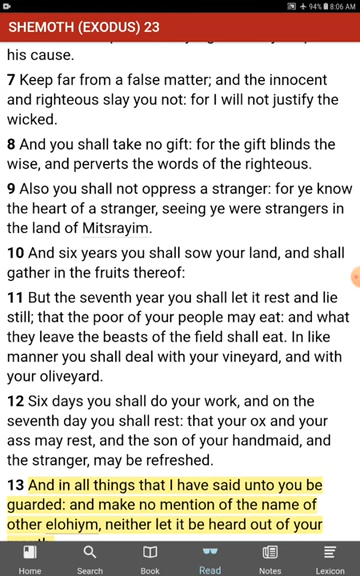 94% 8:06 AM
SHEMOTH (EXODUS) 23
his cause.
7 Keep far from a false matter; and the innocent
and righteous slay you not: for I will not justify the
wicked.
8 And you shall take no gift: for the gift blinds the
wise, and perverts the words of the righteous.
9 Also you shall not oppress a stranger: for ye know
the heart of a stranger, seeing ye were strangers in
the land of Mitsrayim.
10 And six years you shall sow your land, and shall
gather in the fruits thereof:
11 But the seventh year you shall let it rest and lie
still; that the poor of your people may eat: and what
they leave the beasts of the field shall eat. In like
manner you shall deal with your vineyard, and with
your oliveyard.
12 Six days you shall do your work, and on the
seventh day you shall rest: that your ox and your
ass may rest, and the son of your handmaid, and
the stranger, may be refreshed.
13 And in all things that I have said unto you be
guarded: and make no mention of the name of
other elohiym, neither let it be heard out of your
Home Search Book Read Notes Lexicon